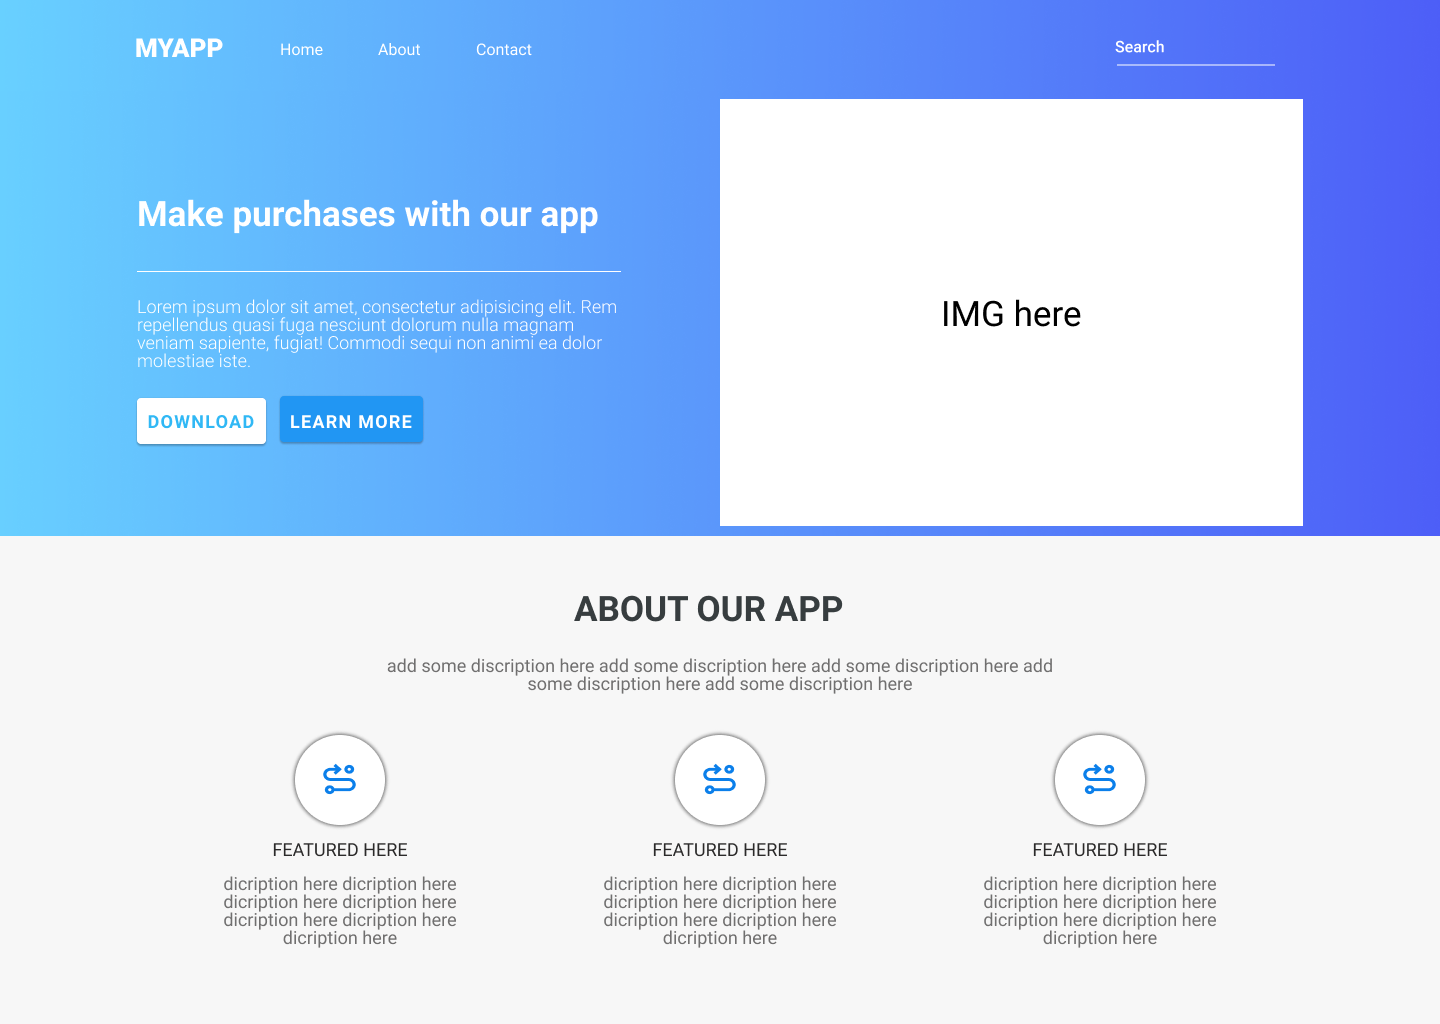 MYAPP Home About Contact Search
Make purchases with our app
Lorem ipsum dolor sit amet, consectetur adipisicing elit. Rem
repellendus quasi fuga nesciunt dolorum nulla magnam
veniam sapiente, fugiat! Commodi sequi non animi ea dolor
molestiae iste.
DOWNLOAD LEARN MORE
IMG here
ABOUT OUR APP
add some discription here add some discription here add some discription here add
some discription here add some discription here
FEATURED HERE
dicription here dicription here
dicription here dicription here
dicription here dicription here
dicription here
FEATURED HERE
dicription here dicription here
dicription here dicription here
dicription here dicription here
dicription here
FEATURED HERE
dicription here dicription here
dicription here dicription here
dicription here dicription here
dicription here